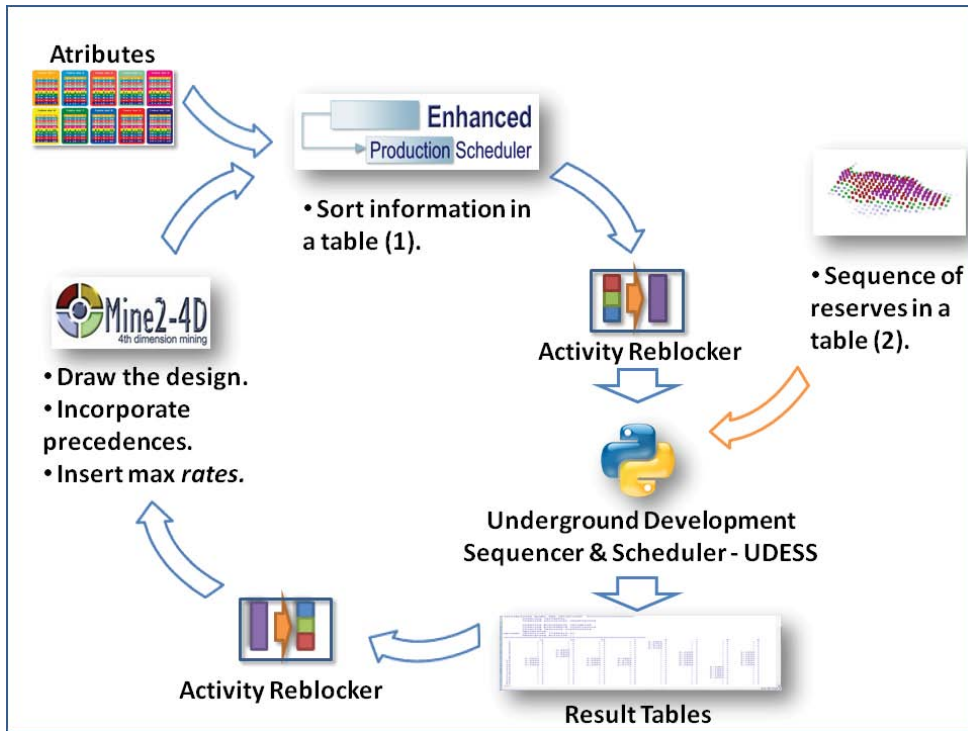 Atributes
Enhanced
Production Scheduler
• Sort information in
a table (1).
• Sequence of
reserves in a
table (2).
Mine2-4D
4th dimension mining
• Draw the design.
• Incorporate
precedences.
• Insert max rates.
Activity Reblocker
Underground Development
Sequencer & Scheduler - UDESS
Activity Reblocker
Result Tables